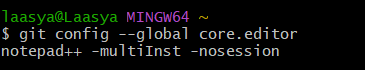 laasya@Laasya MINGW64 ~
$ git config --global core.editor
notepad++ -multiInst -nosession